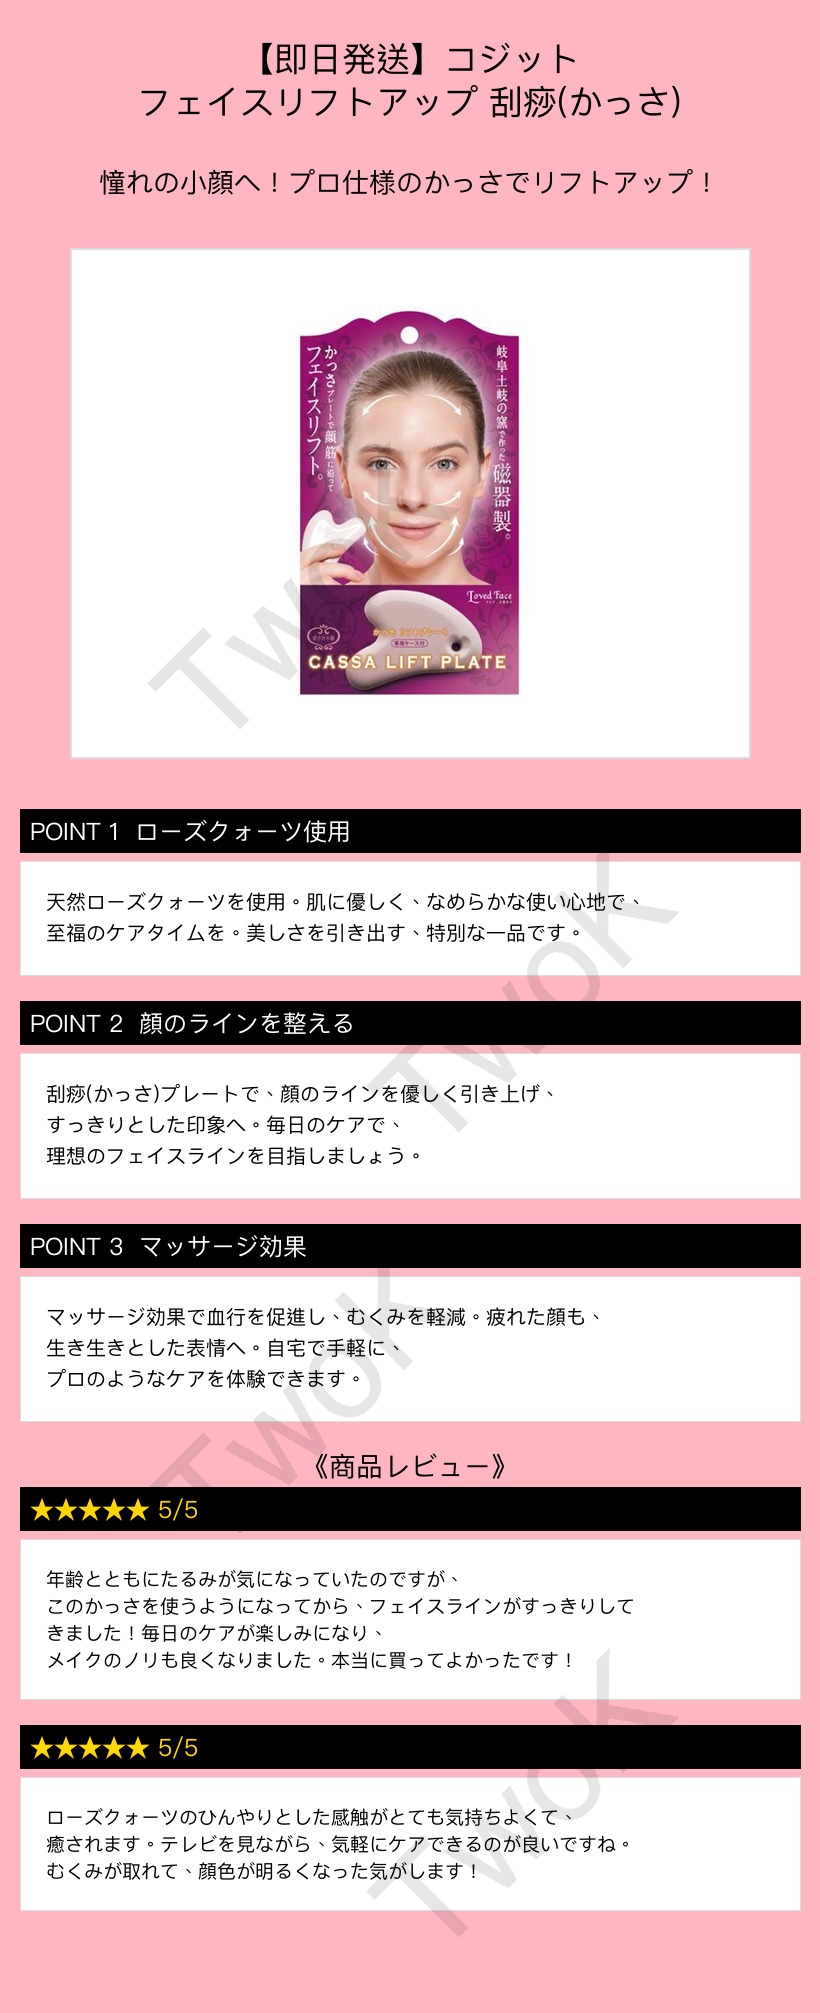 【即日発送】コジット
フェイスリフトアップ 刮痧(かっさ)
憧れの小顔へ！プロ仕様のかっさでリフトアップ！
岐阜土岐の窯で作った磁器製。
かっさプレートで顔筋に沿って
フェイスリフト。
Loved Face
かっさ リフトプレート
専用ケース付
CASSA LIFT PLATE
TwoK
POINT 1 ローズクォーツ使用
天然ローズクォーツを使用。肌に優しく、なめらかな使い心地で、
至福のケアタイムを。美しさを引き出す、特別な一品です。
TwoK
POINT 2 顔のラインを整える
刮痧(かっさ)プレートで、顔のラインを優しく引き上げ、
すっきりとした印象へ。毎日のケアで、
理想のフェイスラインを目指しましょう。
POINT 3 マッサージ効果
マッサージ効果で血行を促進し、むくみを軽減。疲れた顔も、
生き生きとした表情へ。自宅で手軽に、
プロのようなケアを体験できます。
TwoK
《商品レビュー》
★★★★★ 5/5
年齢とともにたるみが気になっていたのですが、
このかっさを使うようになってから、フェイスラインがすっきりして
きました！毎日のケアが楽しみになり、
メイクのノリも良くなりました。本当に買ってよかったです！
★★★★★ 5/5
ローズクォーツのひんやりとした感触がとても気持ちよくて、
癒されます。テレビを見ながら、気軽にケアできるのが良いですね。
むくみが取れて、顔色が明るくなった気がします！
TwoK